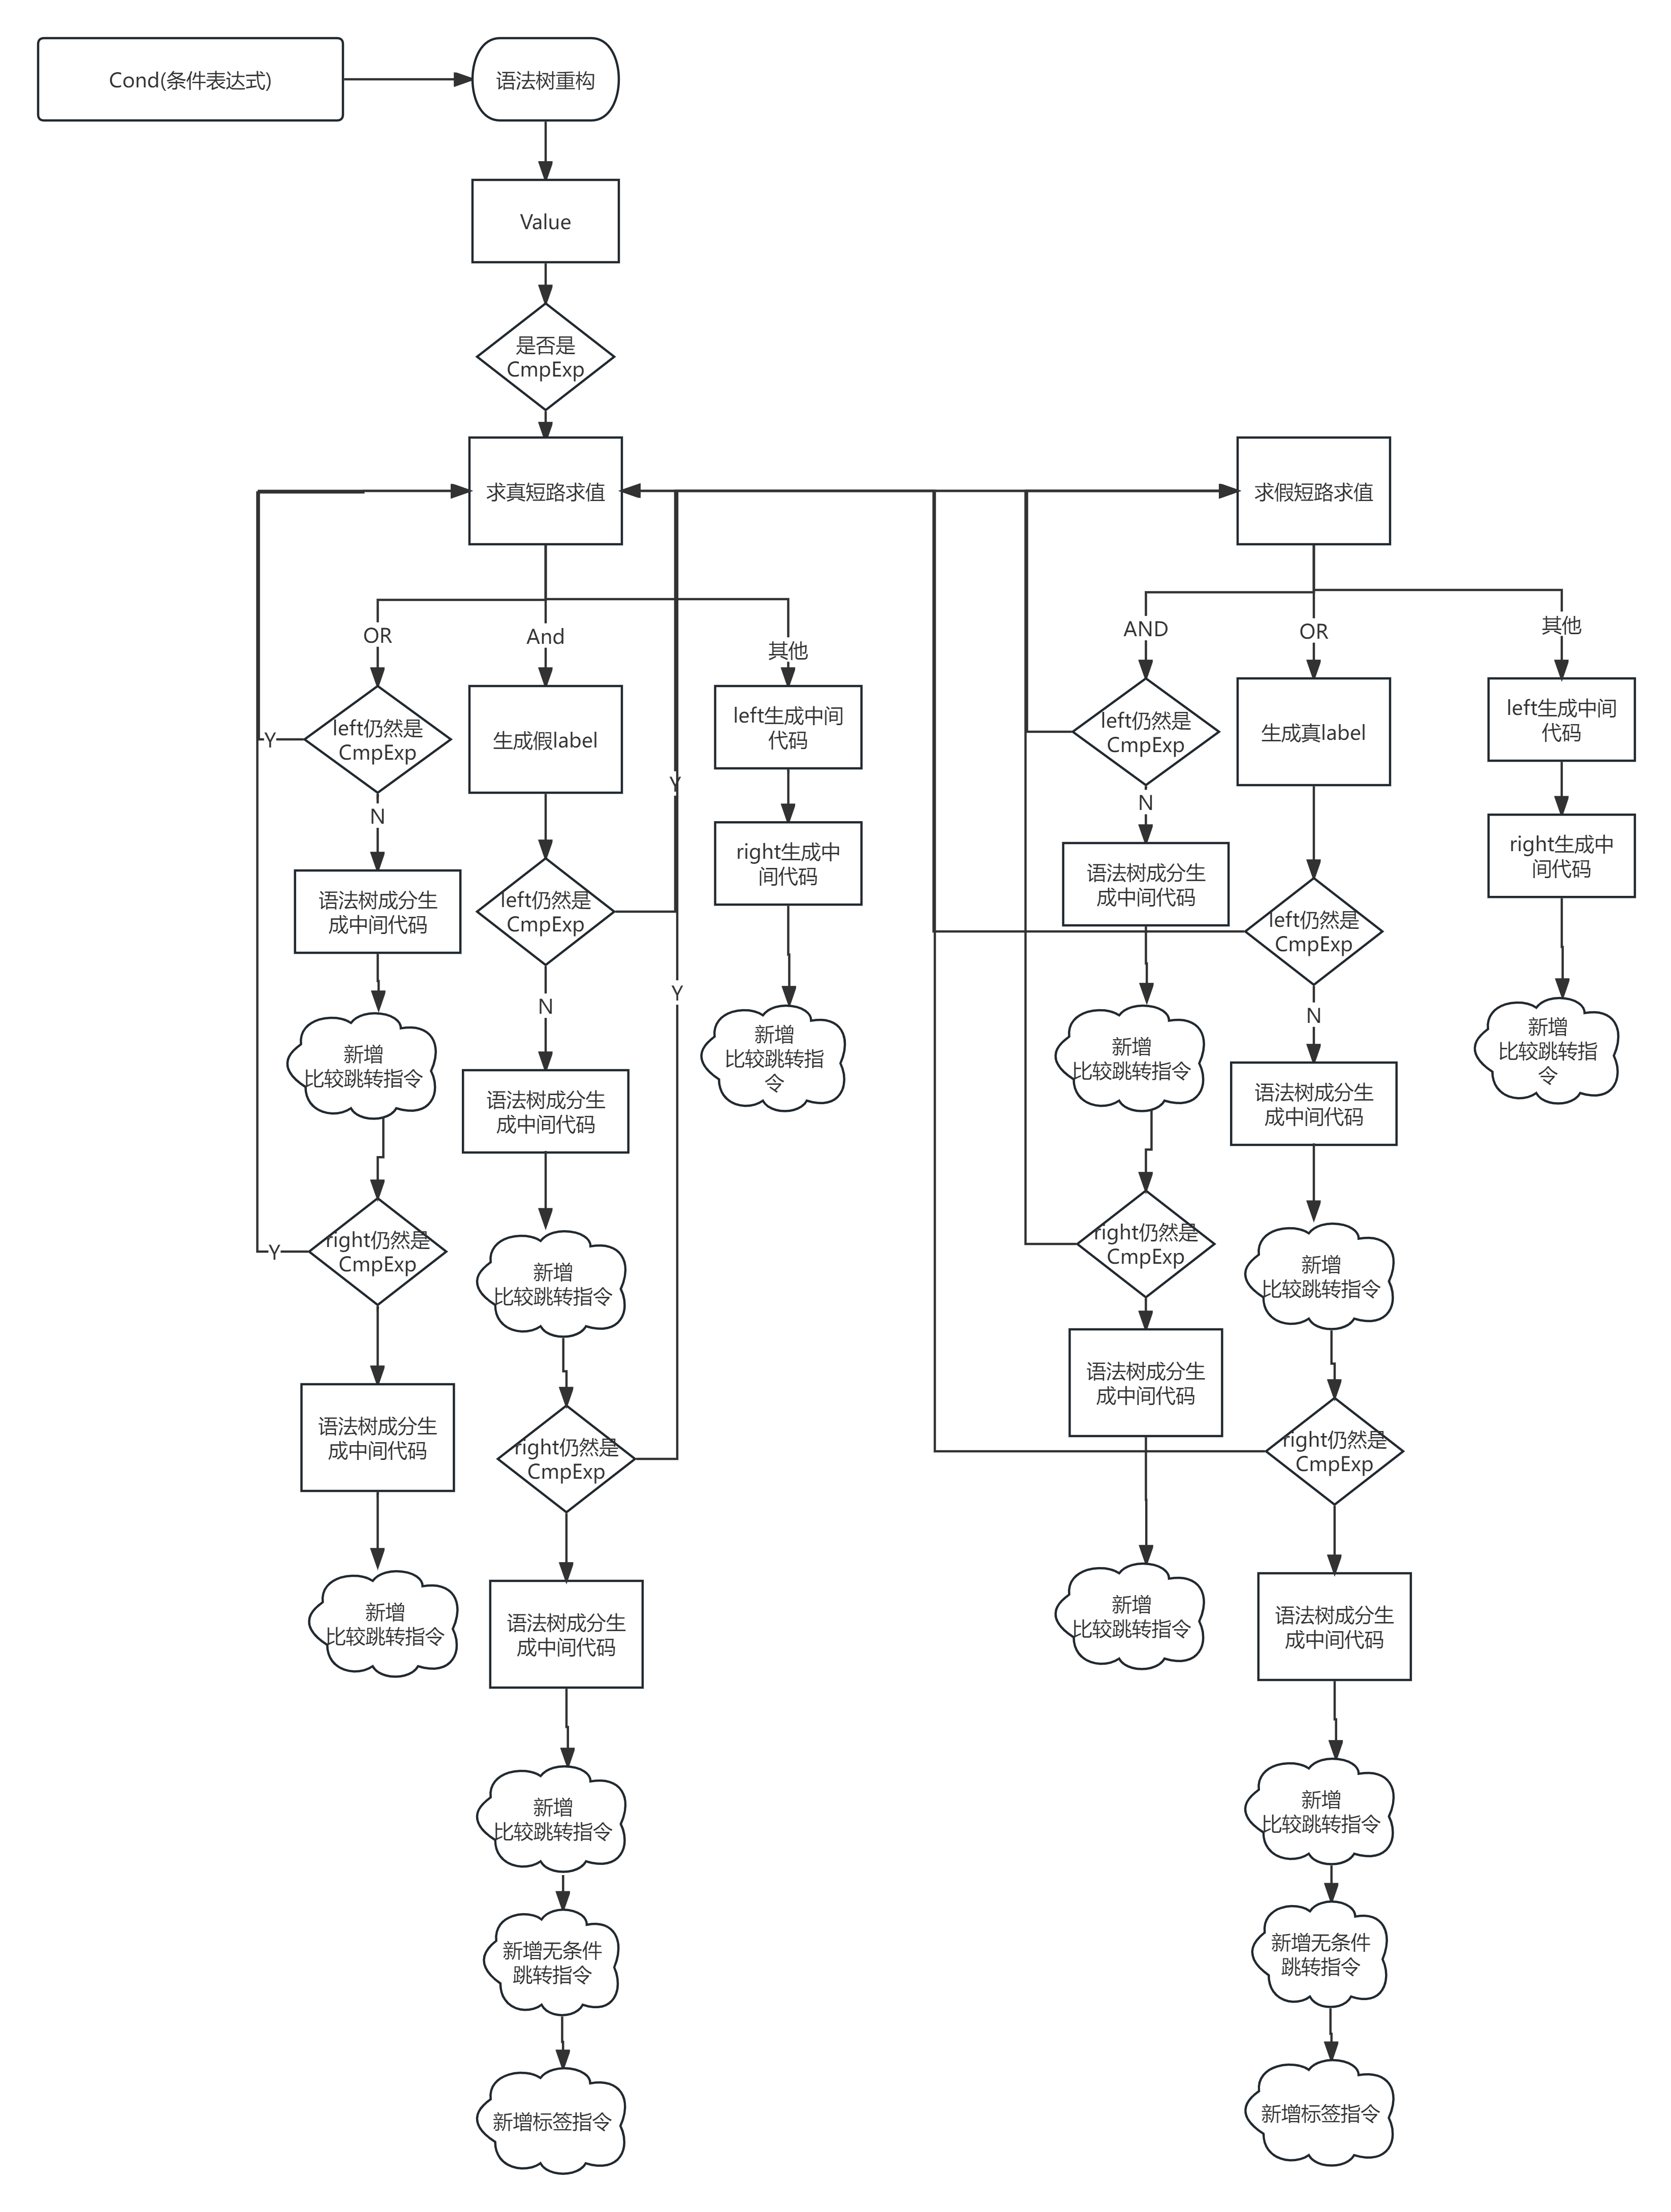 Cond(条件表达式)
语法树重构
Value
是否是
CmpExp
求真短路求值
求假短路求值
OR
And
其他
left仍然是
CmpExp
Y
N
语法树成分生
成中间代码
新增
比较跳转指令
right仍然是
CmpExp
Y
语法树成分生
成中间代码
新增
比较跳转指令
生成假label
left仍然是
CmpExp
Y
N
语法树成分生
成中间代码
新增
比较跳转指令
right仍然是
CmpExp
Y
语法树成分生
成中间代码
新增
比较跳转指令
新增无条件
跳转指令
新增标签指令
left生成中间
代码
right生成中
间代码
新增
比较跳转指
令
AND
OR
其他
left仍然是
CmpExp
N
语法树成分生
成中间代码
新增
比较跳转指令
right仍然是
CmpExp
语法树成分生
成中间代码
新增
比较跳转指令
生成真label
left仍然是
CmpExp
N
语法树成分生
成中间代码
新增
比较跳转指令
right仍然是
CmpExp
语法树成分生
成中间代码
新增
比较跳转指令
新增无条件
跳转指令
新增标签指令
left生成中间
代码
right生成中
间代码
新增
比较跳转指
令